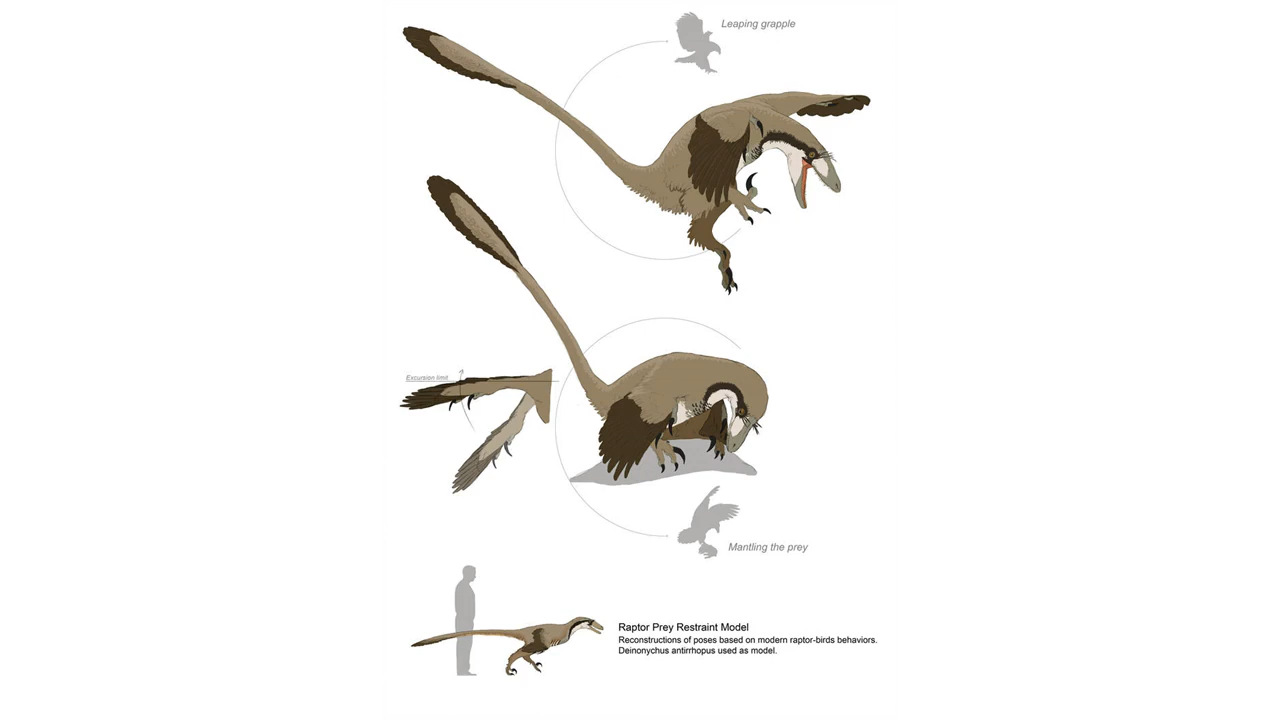 Leaping grapple
Excursion limit
Mantling the prey
Raptor Prey Restraint Model
Reconstructions of poses based on modern raptor-birds behaviors.
Deinonychus antirrhopus used as model.